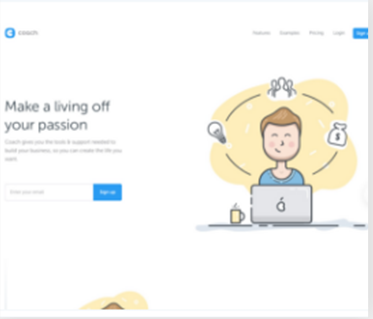 coach
Features Examples Pricing Login Sign
Make a living off
your passion
Coach gives you the tools & support needed to
build your business, so you can create the life you
want.
Enter your email Sign up
$